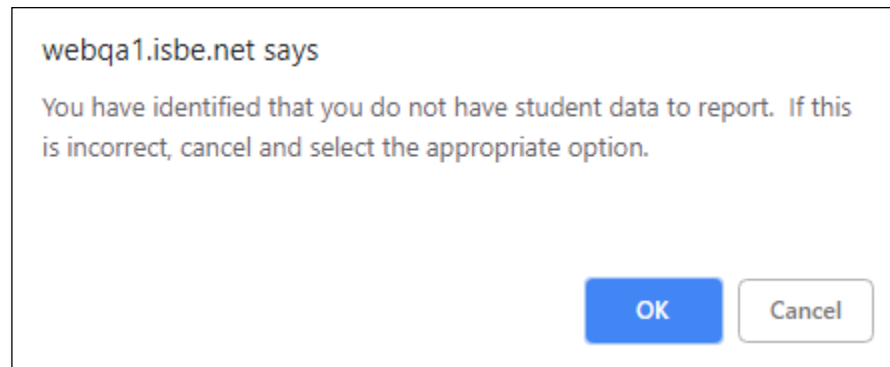 webqa1.isbe.net says
You have identified that you do not have student data to report.  If this
is incorrect, cancel and select the appropriate option.
OK
Cancel